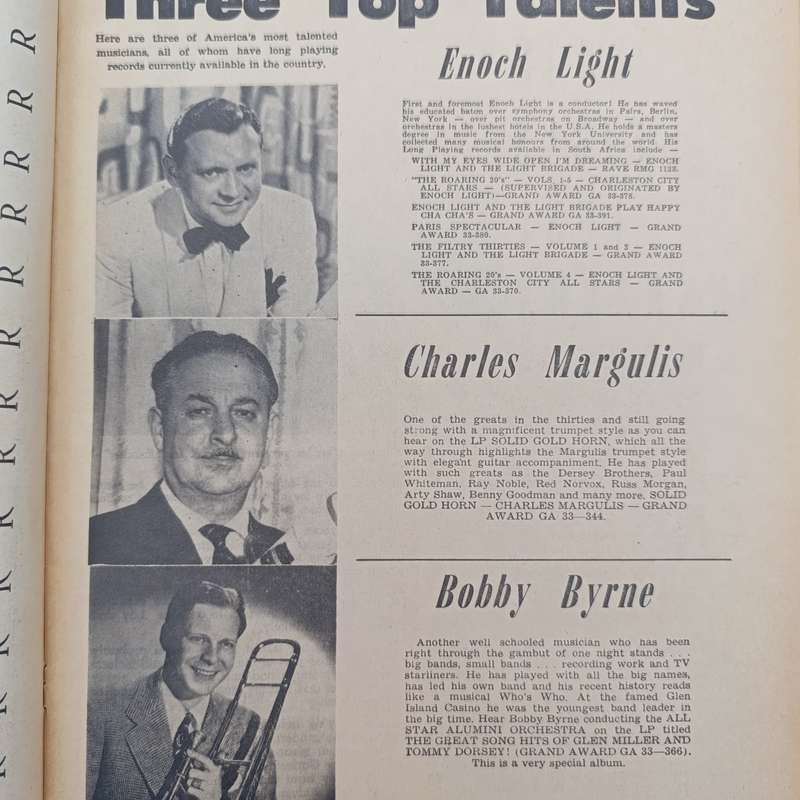 Three Top Talents
Here are three of America's most talented
musicians, all of whom have long playing
records currently available in the country.
Enoch Light
First and foremost Enoch Light is a conductor! He has waved
his educated baton over symphony orchestras in Pairs, Berlin,
New York — over pit orchestras on Broadway — and over
orchestras in the lushest hotels in the U.S.A. He holds a masters
degree in music from the New York University and has
collected many musical honours from around the world. His
Long Playing records available in South Africa include —
WITH MY EYES WIDE OPEN I'M DREAMING — ENOCH
LIGHT AND THE LIGHT BRIGADE — RAVE RMG 1122.
"THE ROARING 20's" — VOLS. 1-5 — CHARLESTON CITY
ALL STARS — (SUPERVISED AND ORIGINATED BY
ENOCH LIGHT)—GRAND AWARD GA 33-375.
ENOCH LIGHT AND THE LIGHT BRIGADE PLAY HAPPY
CHA CHA'S — GRAND AWARD GA 33-391.
PARIS SPECTACULAR — ENOCH LIGHT — GRAND
AWARD 33-380.
THE FILTRY THIRTIES — VOLUME 1 and 3 — ENOCH
LIGHT AND THE LIGHT BRIGADE — GRAND AWARD
33-377.
THE ROARING 20's — VOLUME 4 — ENOCH LIGHT AND
THE CHARLESTON CITY ALL STARS — GRAND
AWARD — GA 33-370.
Charles Margulis
One of the greats in the thirties and still going
strong with a magnificent trumpet style as you can
hear on the LP SOLID GOLD HORN, which all the
way through highlights the Margulis trumpet style
with elegant guitar accompaniment. He has played
with such greats as the Dersey Brothers, Paul
Whiteman, Ray Noble, Red Norvox, Russ Morgan,
Arty Shaw, Benny Goodman and many more. SOLID
GOLD HORN — CHARLES MARGULIS — GRAND
AWARD GA 33—344.
Bobby Byrne
Another well schooled musician who has been
right through the gambut of one night stands . . .
big bands, small bands . . . recording work and TV
starliners. He has played with all the big names,
has led his own band and his recent history reads
like a musical Who's Who. At the famed Glen
Island Casino he was the youngest band leader in
the big time. Hear Bobby Byrne conducting the ALL
STAR ALUMINI ORCHESTRA on the LP titled
THE GREAT SONG HITS OF GLEN MILLER AND
TOMMY DORSEY! (GRAND AWARD GA 33—366).
This is a very special album.
R R R R R R R R R R R R R